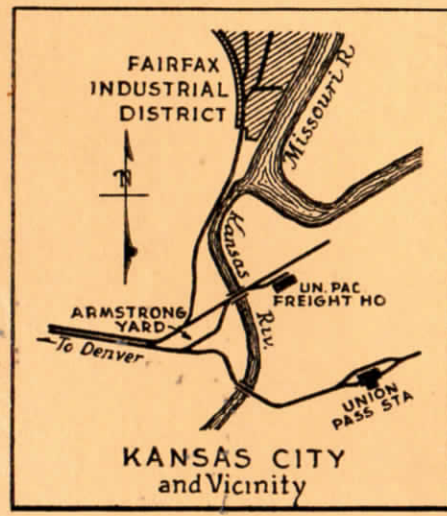 FAIRFAX
INDUSTRIAL
DISTRICT
Missouri R
N
Kansas
Riv.
UN. PAC.
FREIGHT HO
ARMSTRONG
YARD
To Denver
UNION
PASS STA
KANSAS CITY
and Vicinity